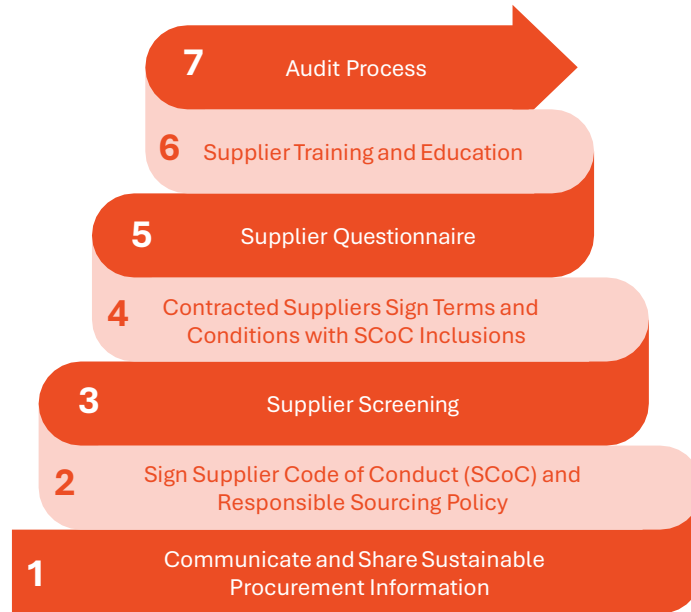 7
Audit Process
6
Supplier Training and Education
5
Supplier Questionnaire
4
Contracted Suppliers Sign Terms and
Conditions with SCoC Inclusions
3
Supplier Screening
2
Sign Supplier Code of Conduct (SCoC) and
Responsible Sourcing Policy
1
Communicate and Share Sustainable
Procurement Information